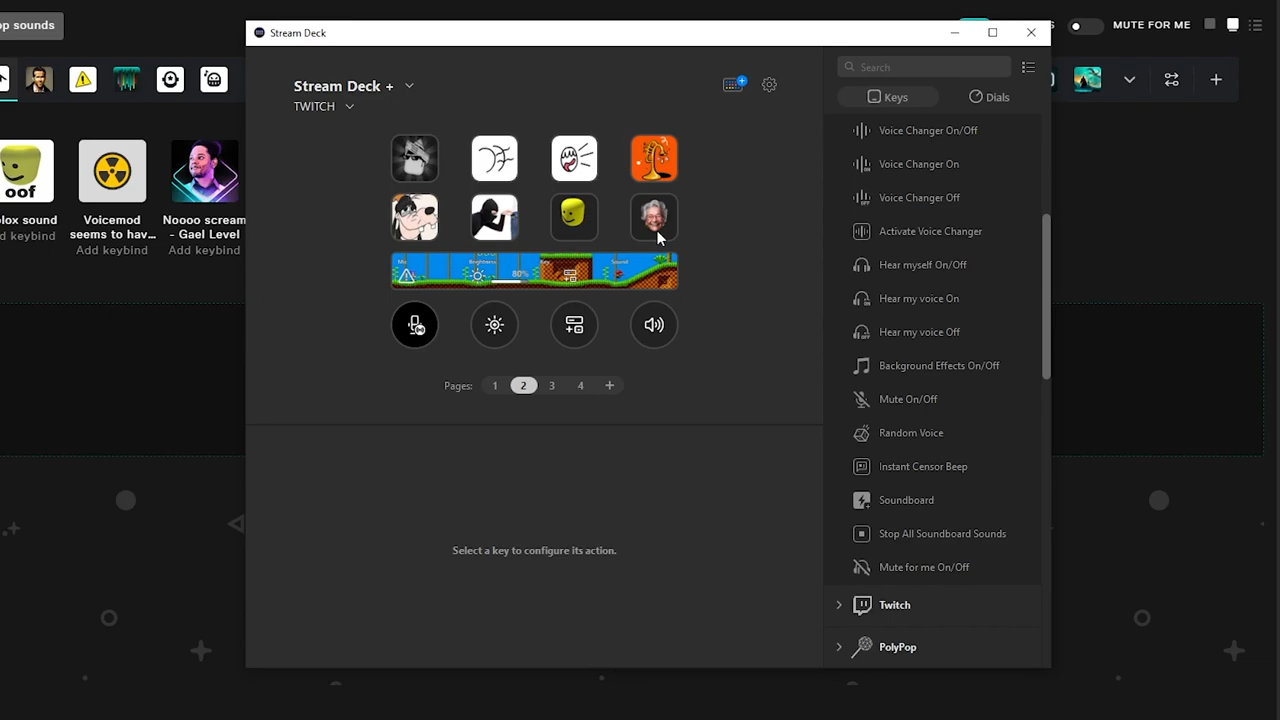 op sounds
S
MUTE FOR ME
Stream Deck
Stream Deck +
TWITCH
Search
Keys
Dials
oof
lox sound
dd keybind
Voicemod
seems to hav...
Add keybind
Noooo scream
- Gael Level
Add keybind
80%
Sound
Pages:
1
2
3
4
+
Select a key to configure its action.
Voice Changer On/Off
Voice Changer On
Voice Changer Off
Activate Voice Changer
Hear myself On/Off
Hear my voice On
Hear my voice Off
Background Effects On/Off
Mute On/Off
Random Voice
Instant Censor Beep
Soundboard
Stop All Soundboard Sounds
Mute for me On/Off
Twitch
PolyPop